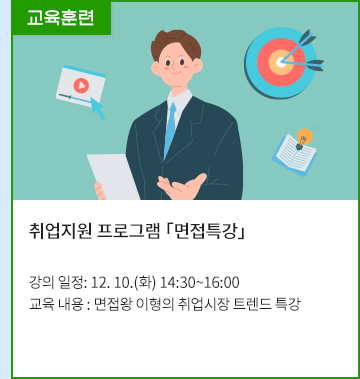 교육훈련
취업지원 프로그램 「면접특강」
강의 일정: 12. 10.(화) 14:30~16:00
교육 내용 : 면접왕 이형의 취업시장 트렌드 특강